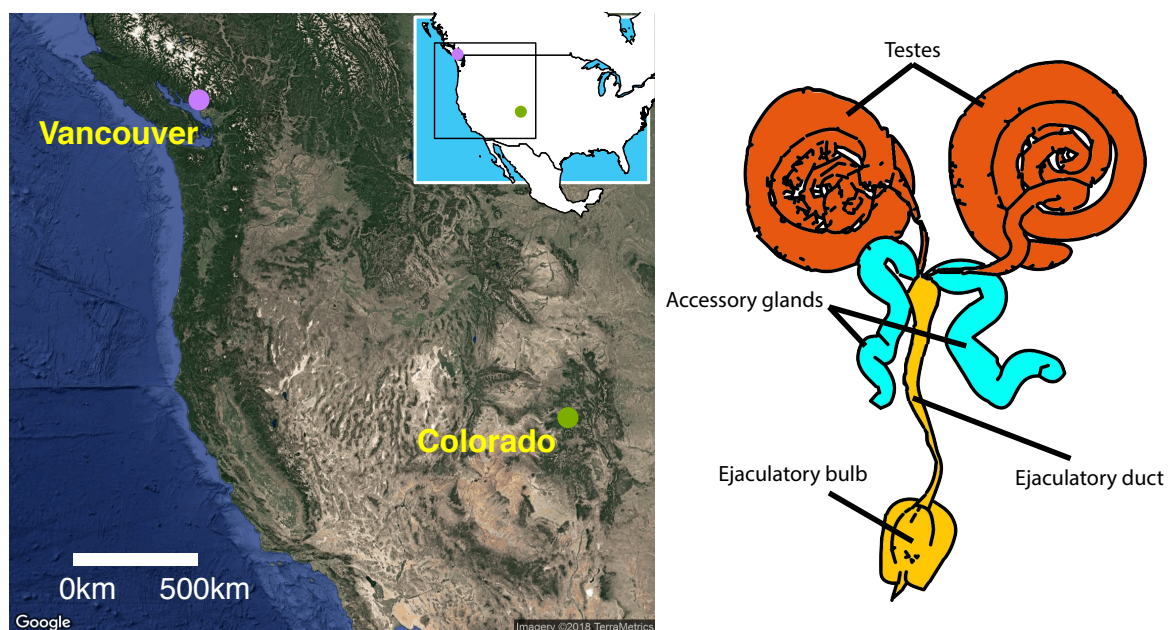 Vancouver
Colorado
0km 500km
Google
Imagery ©2018 TerraMetrics
Testes
Accessory glands
Ejaculatory bulb
Ejaculatory duct